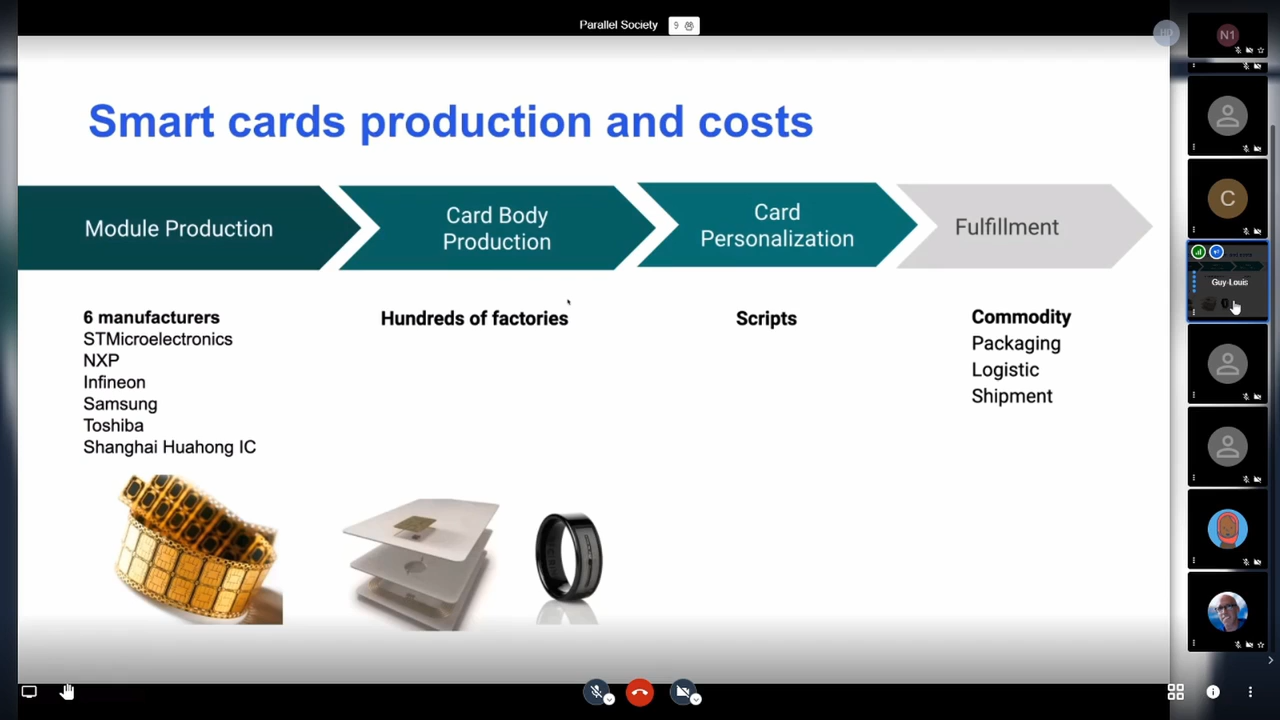 Parallel Society
9
N1
Smart cards production and costs
Module Production
Card Body
Production
Card
Personalization
Fulfillment
6 manufacturers
STMicroelectronics
NXP
Infineon
Samsung
Toshiba
Shanghai Huahong IC
Hundreds of factories
Scripts
Commodity
Packaging
Logistic
Shipment
C
Guy-Louis